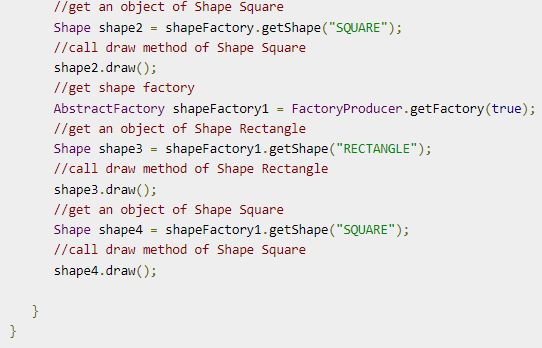 //get an object of Shape Square
Shape shape2 = shapeFactory.getShape("SQUARE");
//call draw method of Shape Square
shape2.draw();
//get shape factory
AbstractFactory shapeFactory1 = FactoryProducer.getFactory(true);
//get an object of Shape Rectangle
Shape shape3 = shapeFactory1.getShape("RECTANGLE");
//call draw method of Shape Rectangle
shape3.draw();
//get an object of Shape Square
Shape shape4 = shapeFactory1.getShape("SQUARE");
//call draw method of Shape Square
shape4.draw();
}
}